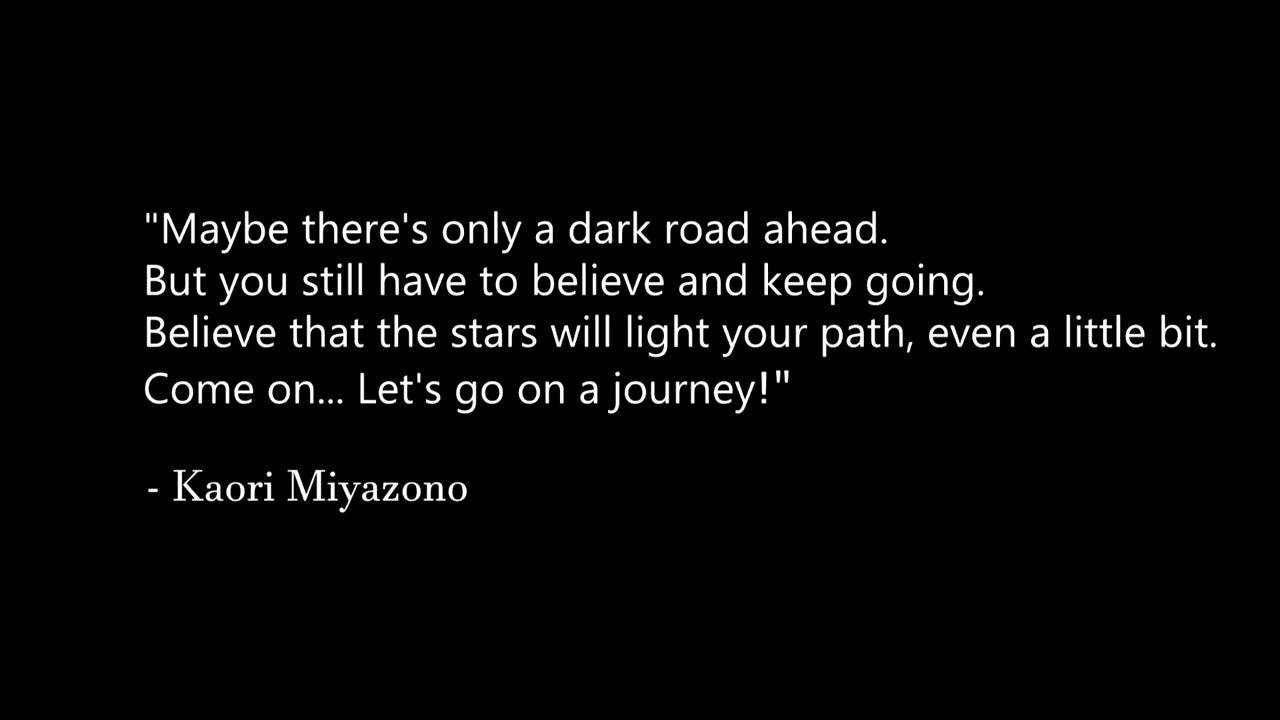 "Maybe there's only a dark road ahead.
But you still have to believe and keep going.
Believe that the stars will light your path, even a little bit.
Come on... Let's go on a journey!"
- Kaori Miyazono